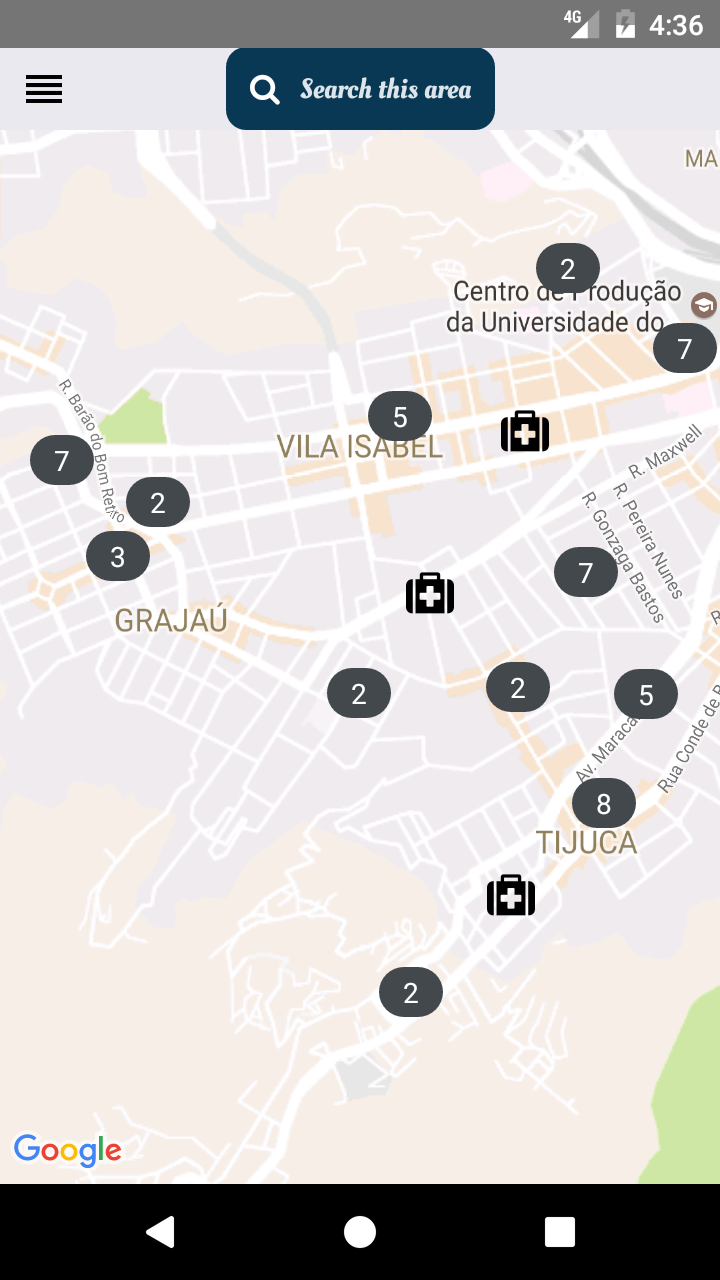 4G 4:36
Search this area
MA
2
Centro de Produção
da Universidade do
7
5
VILA ISABEL
R. Barão do Bom Retiro
7
2
3
R. Maxwell
R. Pereira Nunes
R. Gonzaga Bastos
7
GRAJAÚ
2
2
5
Av. Maraca
Rua Conde de B
8
TIJUCA
2
Google